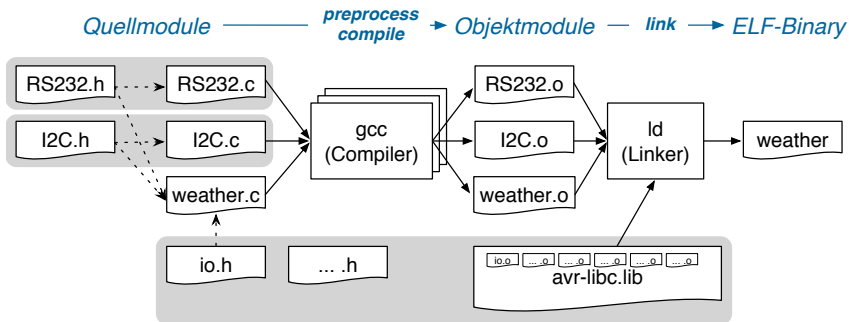 Quellmodule preprocess compile Objektmodule link ELF-Binary
RS232.h RS232.c RS232.o
I2C.h I2C.c gcc (Compiler) I2C.o ld (Linker) weather
weather.c weather.o
io.h ... .h
io.o ... .o ... .o ... .o ... .o ... .o
avr-libc.lib